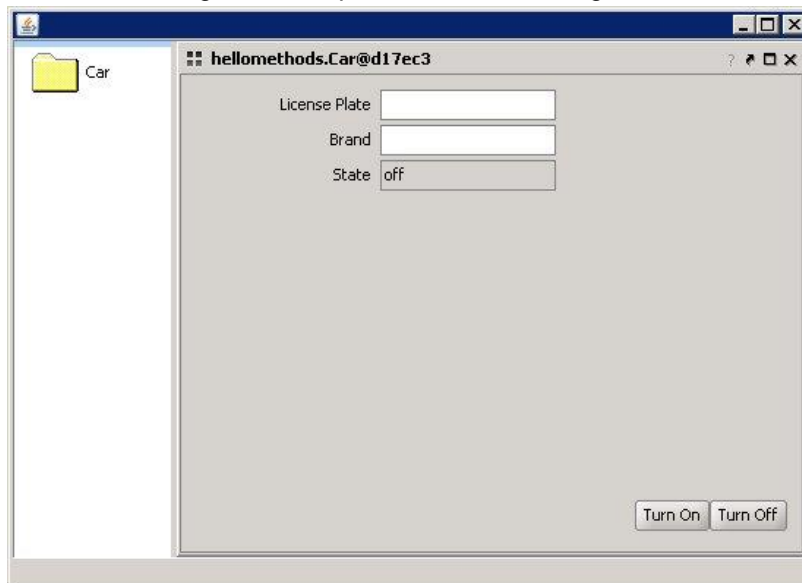 Car
hellomethods.Car@d17ec3
?
License Plate
Brand
State off
Turn On Turn Off